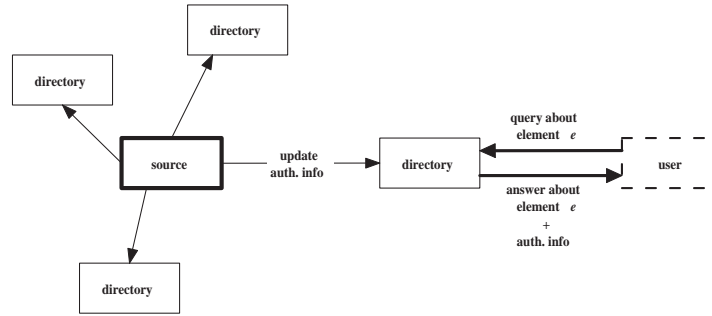 directory
directory
source
update
auth. info
directory
query about
element e
user
answer about
element e
+
auth. info
directory